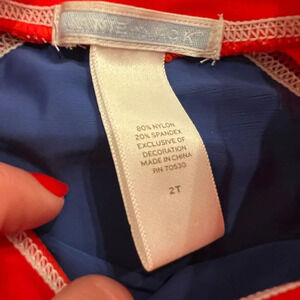 80% NYLON
20% SPANDEX
EXCLUSIVE OF
DECORATION
MADE IN CHINA
RN 70530
2T